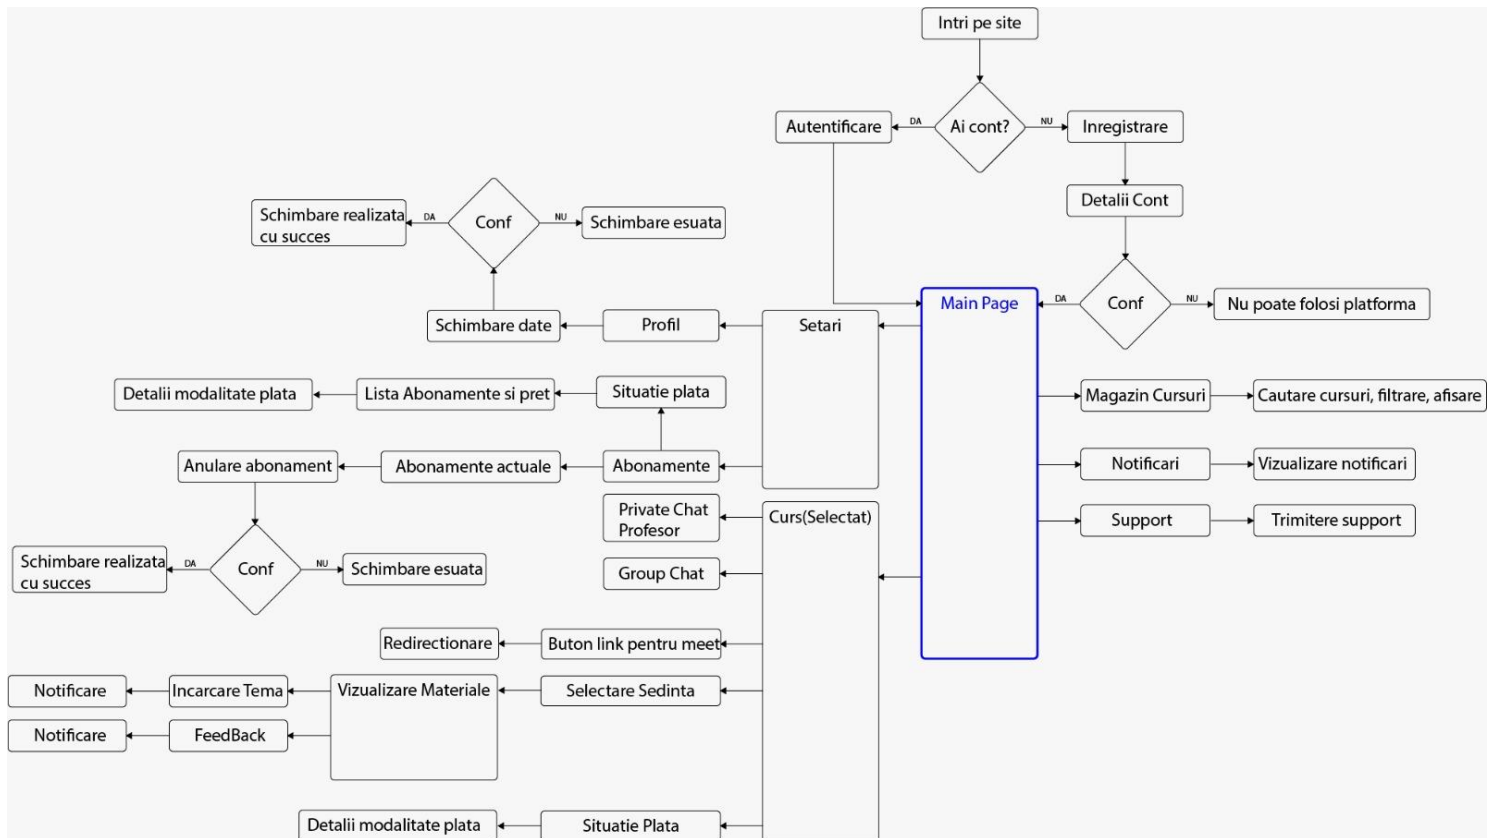 Intri pe site
Autentificare
DA
Ai cont?
NU
Inregistrare
Detalii Cont
Schimbare realizata
cu succes
DA
Conf
NU
Schimbare esuata
Main Page
DA
Conf
NU
Nu poate folosi platforma
Schimbare date
Profil
Setari
Detalii modalitate plata
Lista Abonamente si pret
Situatie plata
Magazin Cursuri
Cautare cursuri, filtrare, afisare
Anulare abonament
Abonamente actuale
Abonamente
Notificari
Vizualizare notificari
Private Chat
Profesor
Curs(Selectat)
Support
Trimitere support
Schimbare realizata
cu succes
DA
Conf
NU
Schimbare esuata
Group Chat
Redirectionare
Buton link pentru meet
Notificare
Incarcare Tema
Vizualizare Materiale
Selectare Sedinta
Notificare
FeedBack
Detalii modalitate plata
Situatie Plata